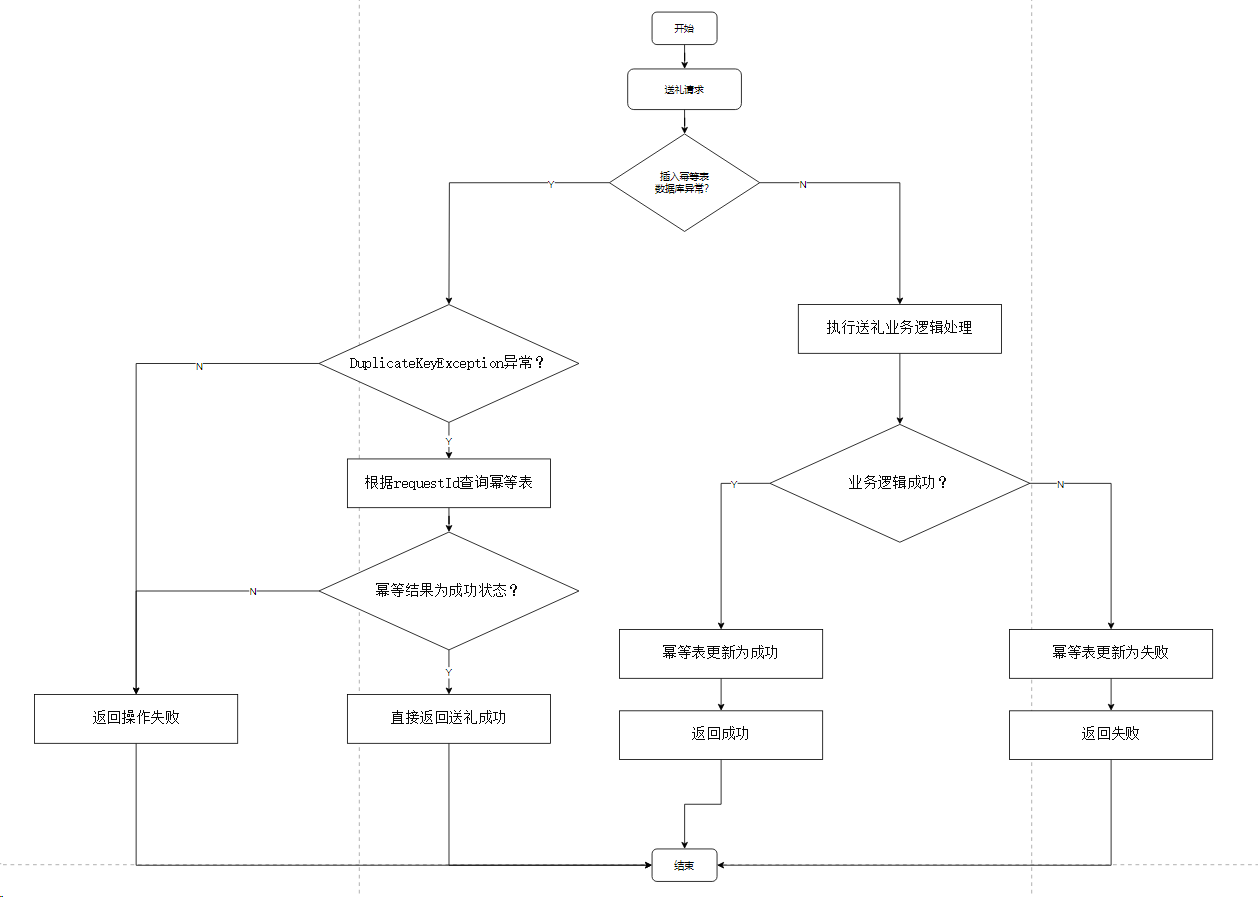 开始
送礼请求
插入幂等表
数据库异常？
Y
N
执行送礼业务逻辑处理
DuplicateKeyException异常？
N
Y
根据requestId查询幂等表
业务逻辑成功？
Y
N
幂等结果为成功状态？
N
Y
幂等表更新为成功
幂等表更新为失败
返回操作失败
直接返回送礼成功
返回成功
返回失败
结束